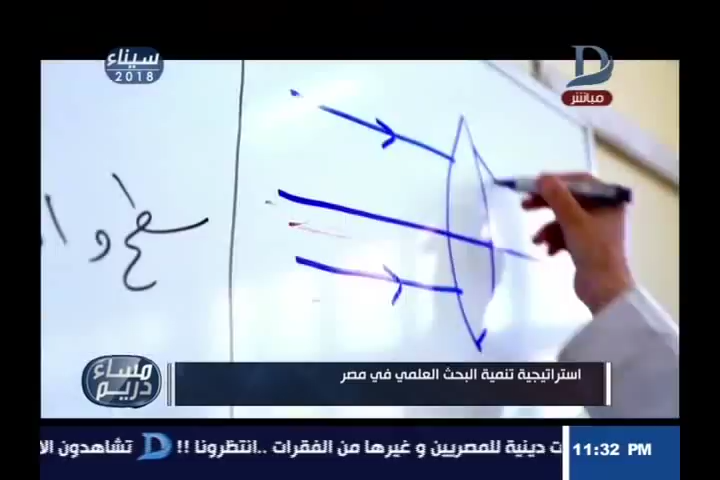 سيناء
2018
مباشر
سطح و
استراتيجية تنمية البحث العلمي في مصر
مساء
دريم
11:32 PM
ت دينية للمصريين و غيرها من الفقرات ..انتظرونا !! تشاهدون الا